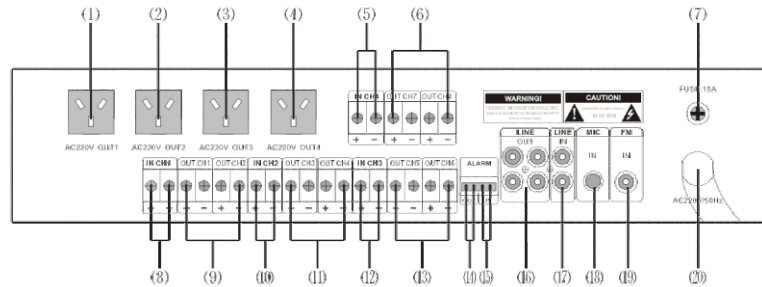 (1) (2) (3) (4) (5) (6) (7)
FUSE 15A
WARNING! CAUTION!
IN CH4 OUT CH7 OUT CH8
+ - + - + -
AC220V OUT1 AC220V OUT2 AC220V OUT3 AC220V OUT4
LINE LINE MIC FM
OUT IN IN IN
OUT CH1 OUT CH2 IN CH2 OUT CH3 OUT CH4 IN CH3 OUT CH5 OUT CH6 ALARM
+ - + - + - + - + - + - + - + - + -
AC220V/50Hz
(8) (9) (10) (11) (12) (13) (14) (15) (16) (17) (18) (19) (20)